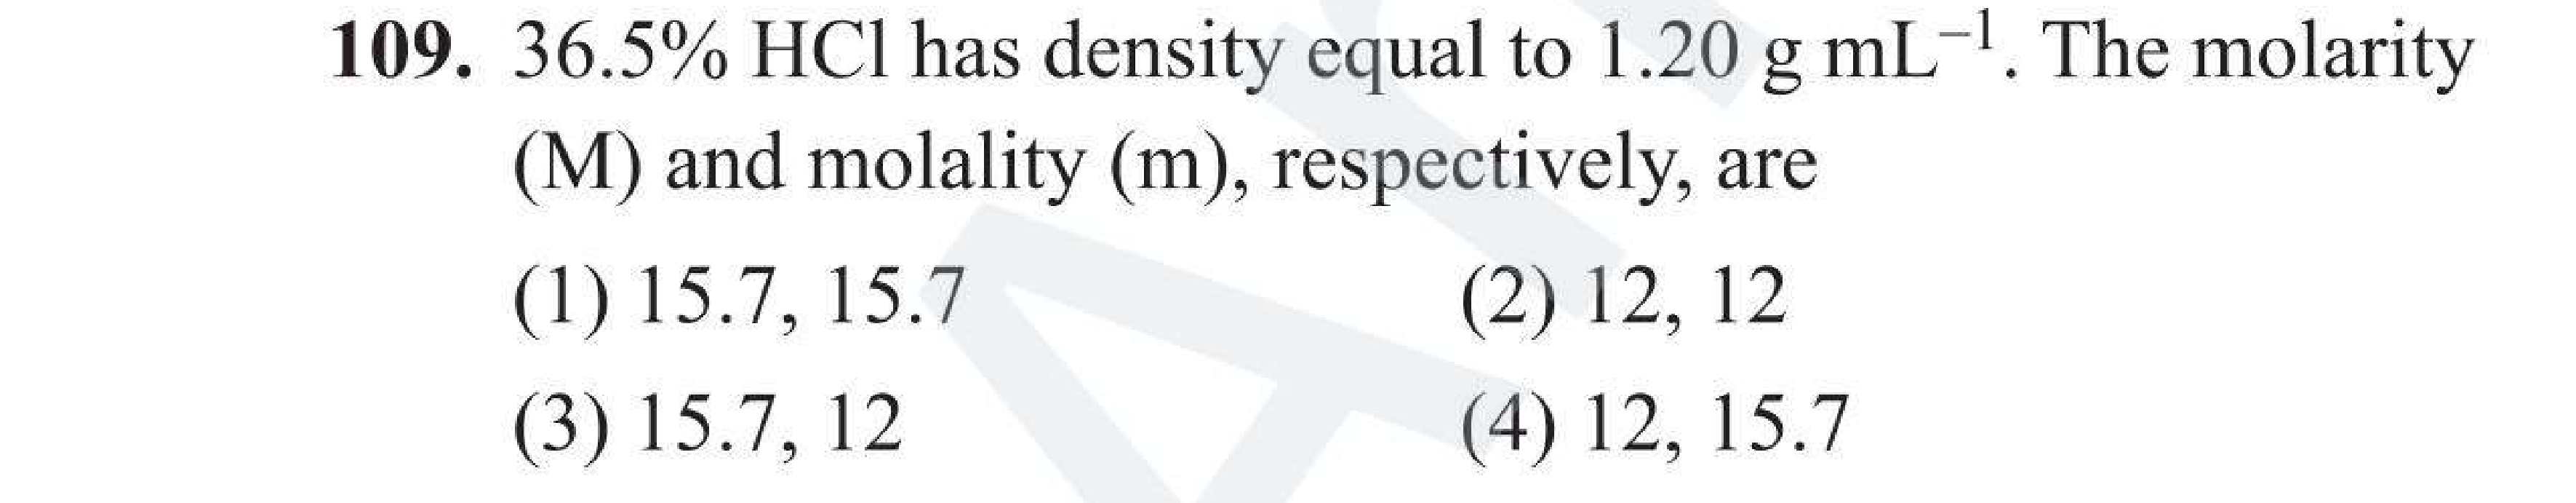 109. 36.5% HCl has density equal to 1.20 g mL⁻¹. The molarity
(M) and molality (m), respectively, are
(1) 15.7, 15.7 (2) 12, 12
(3) 15.7, 12 (4) 12, 15.7